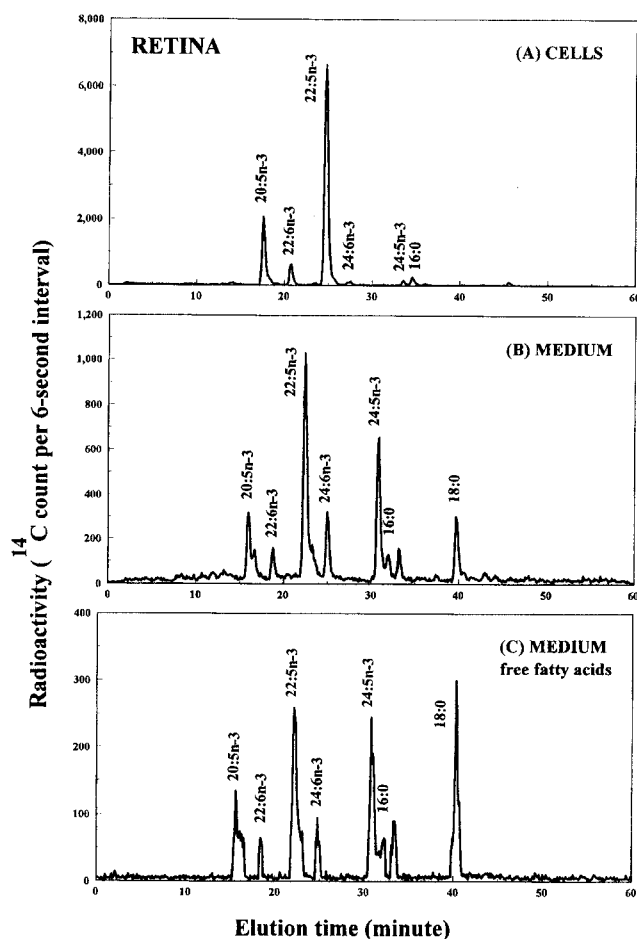 RETINA
(A) CELLS
8,000
6,000
4,000
2,000
0
20:5n-3
22:6n-3
22:5n-3
24:6n-3
24:5n-3
16:0
0 10 20 30 40 50 60
(B) MEDIUM
1,200
1,000
800
600
400
200
0
20:5n-3
22:6n-3
22:5n-3
24:6n-3
24:5n-3
16:0
18:0
0 10 20 30 40 50 60
(C) MEDIUM
free fatty acids
400
300
200
100
0
20:5n-3
22:6n-3
22:5n-3
24:6n-3
24:5n-3
16:0
18:0
0 10 20 30 40 50 60
Radioactivity ( 14C count per 6-second interval)
Elution time (minute)